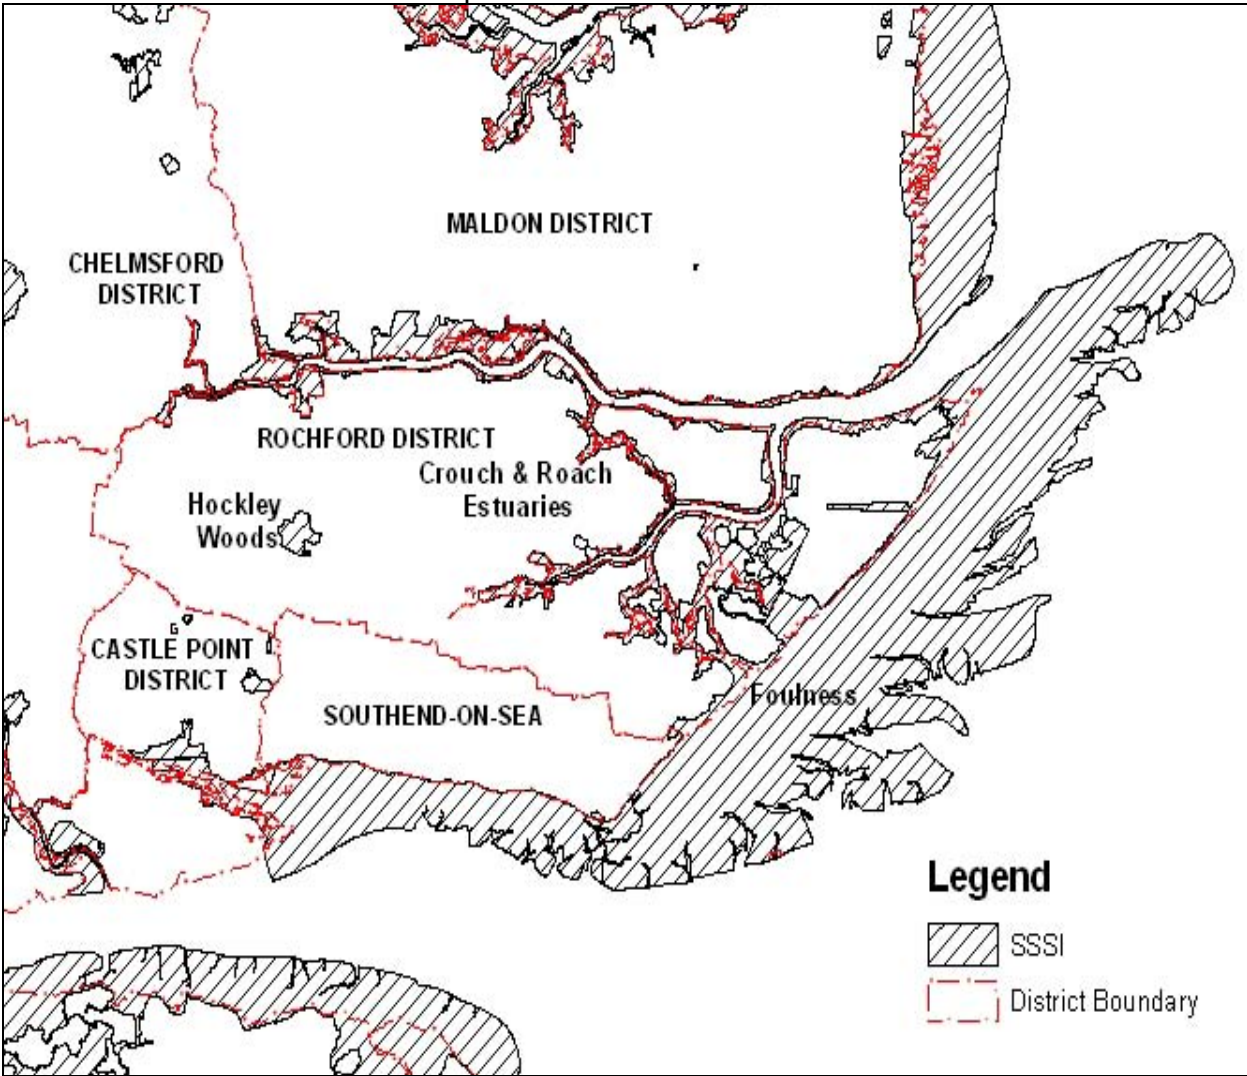 MALDON DISTRICT
CHELMSFORD
DISTRICT
ROCHFORD DISTRICT
Crouch & Roach
Estuaries
Hockley
Woods
CASTLE POINT
DISTRICT
SOUTHEND-ON-SEA
Foulness
Legend
SSSI
District Boundary